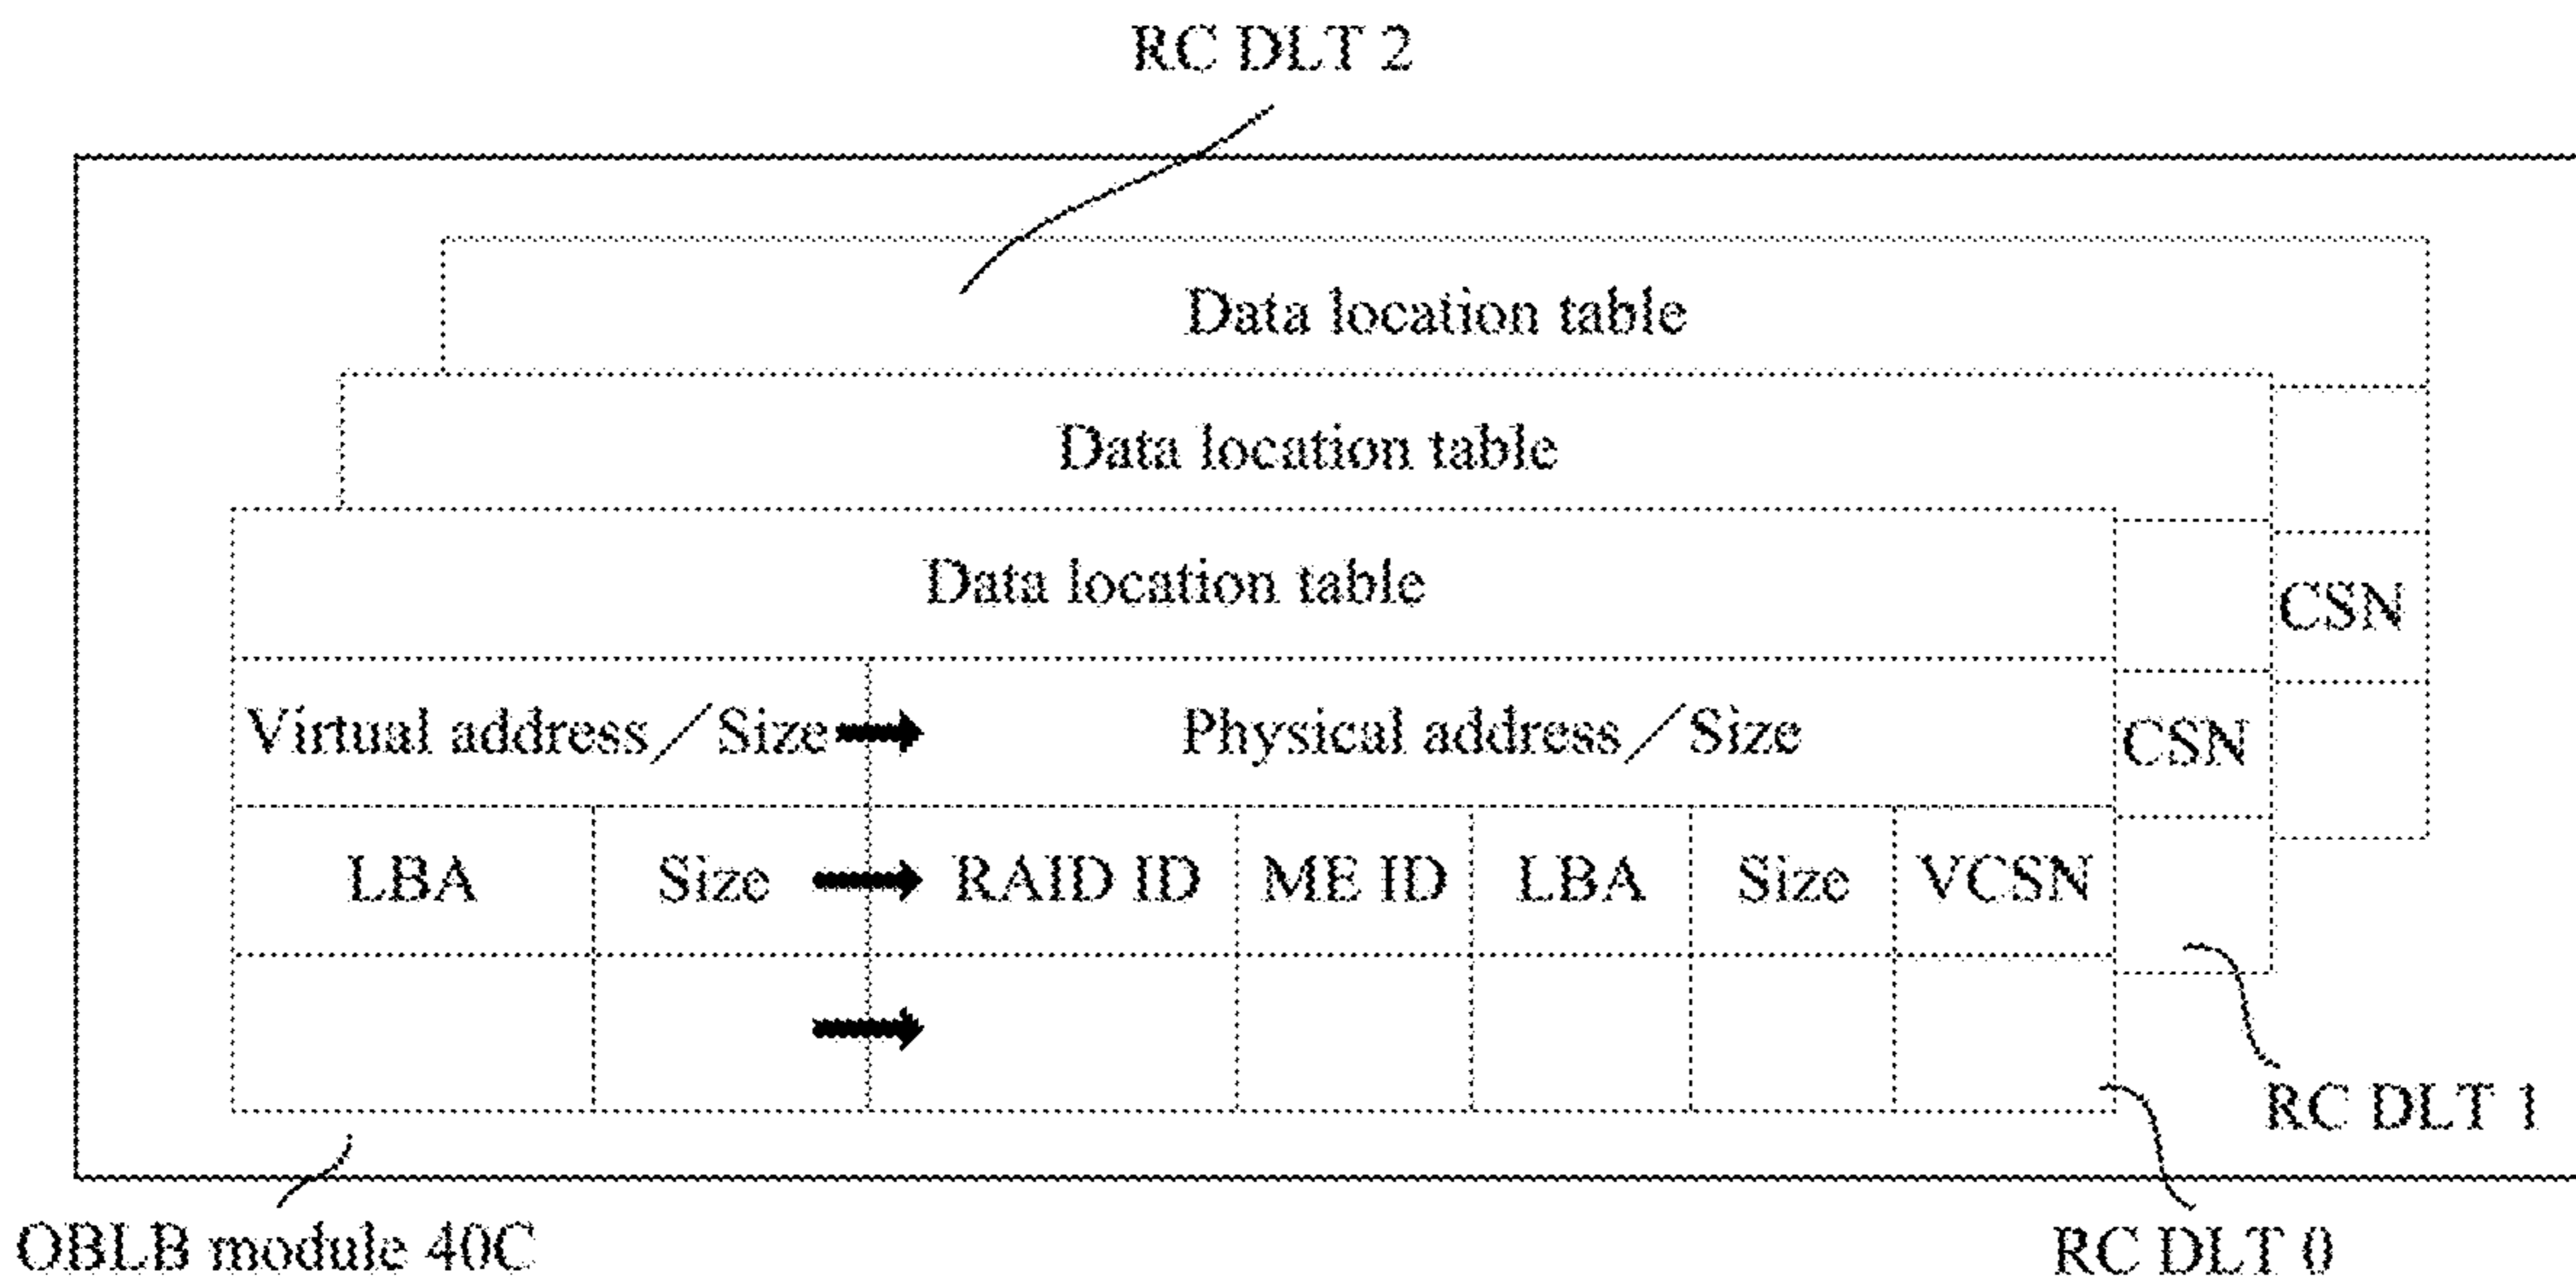 RC DLT 2
Data location table
Data location table
Data location table
CSN
Virtual address／Size
Physical address／Size
CSN
LBA
Size
RAID ID
ME ID
LBA
Size
VCSN
RC DLT 1
OBLB module 40C
RC DLT 0